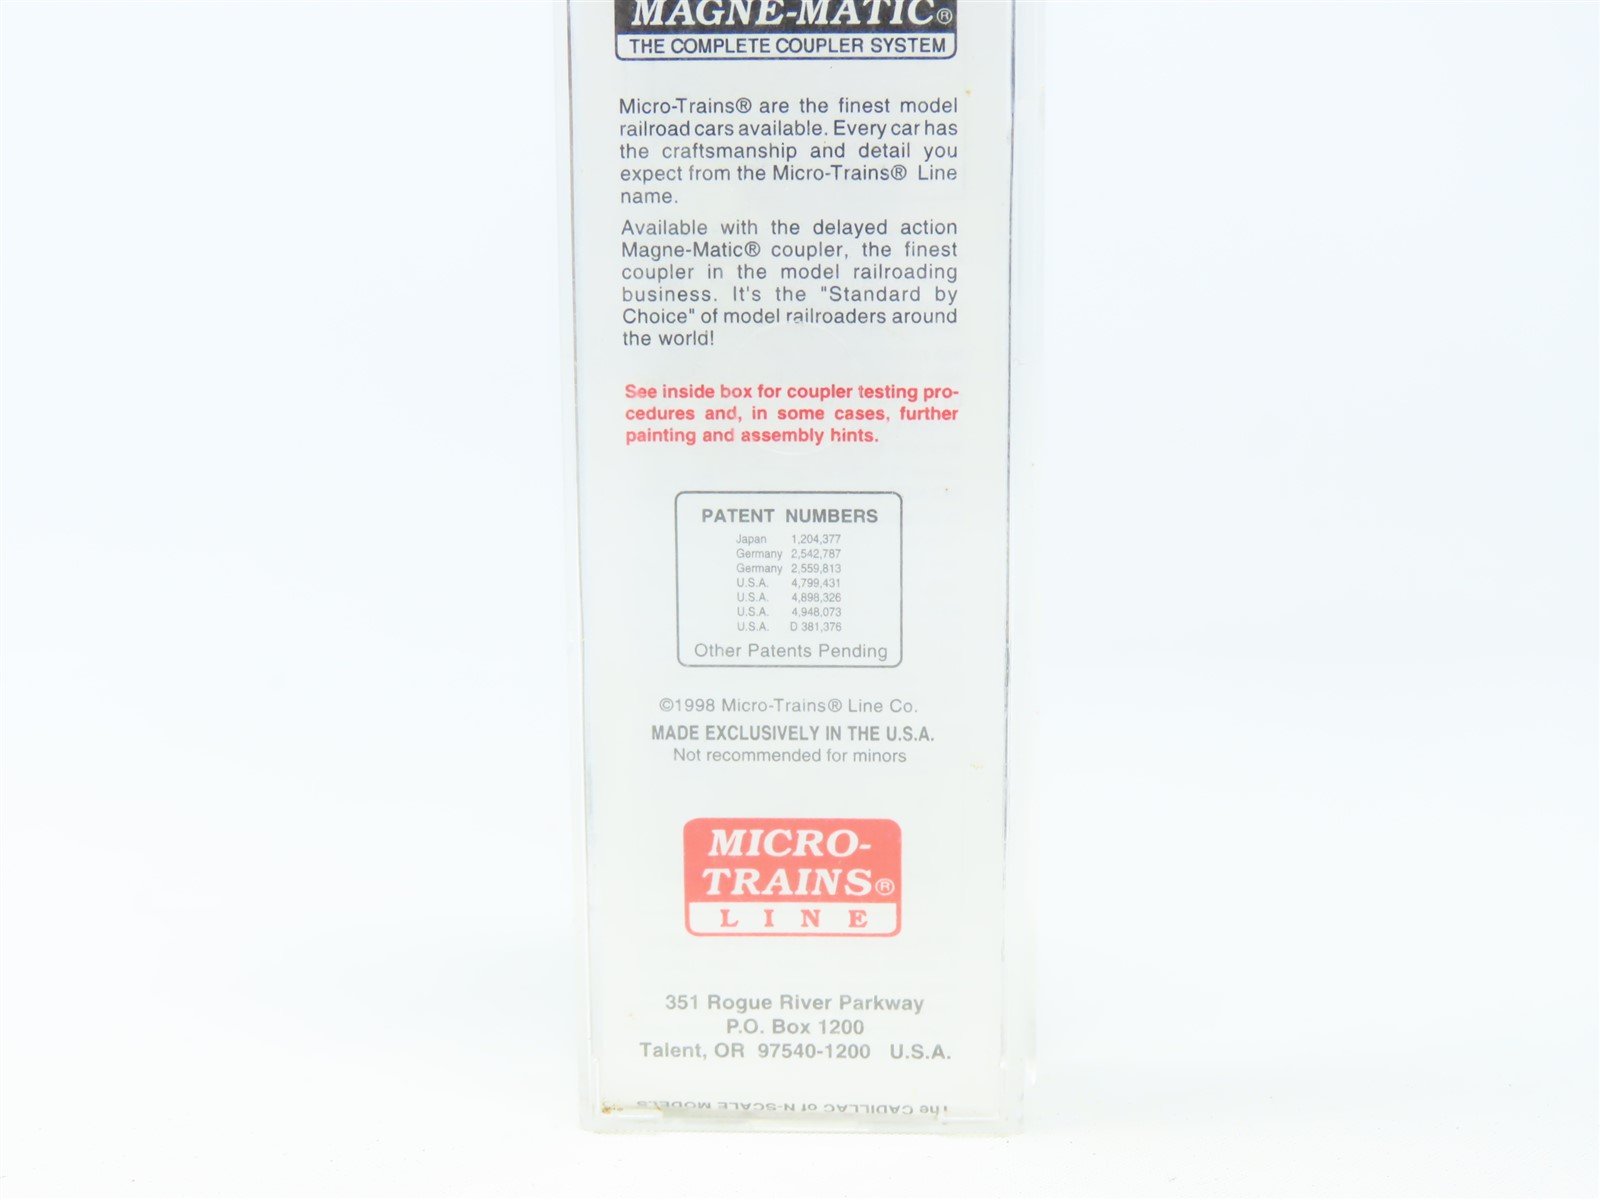 MAGNE-MATIC®
THE COMPLETE COUPLER SYSTEM
Micro-Trains® are the finest model
railroad cars available. Every car has
the craftsmanship and detail you
expect from the Micro-Trains® Line
name.
Available with the delayed action
Magne-Matic® coupler, the finest
coupler in the model railroading
business. It's the "Standard by
Choice" of model railroaders around
the world!
See inside box for coupler testing pro-
cedures and, in some cases, further
painting and assembly hints.
PATENT NUMBERS
Japan 1,204,377
Germany 2,542,787
Germany 2,559,813
U.S.A. 4,799,431
U.S.A. 4,898,326
U.S.A. 4,948,073
U.S.A. D 381,376
Other Patents Pending
©1998 Micro-Trains® Line Co.
MADE EXCLUSIVELY IN THE U.S.A.
Not recommended for minors
MICRO-
TRAINS®
LINE
351 Rogue River Parkway
P.O. Box 1200
Talent, OR 97540-1200 U.S.A.
The CADILLAC of N-SCALE MODELS